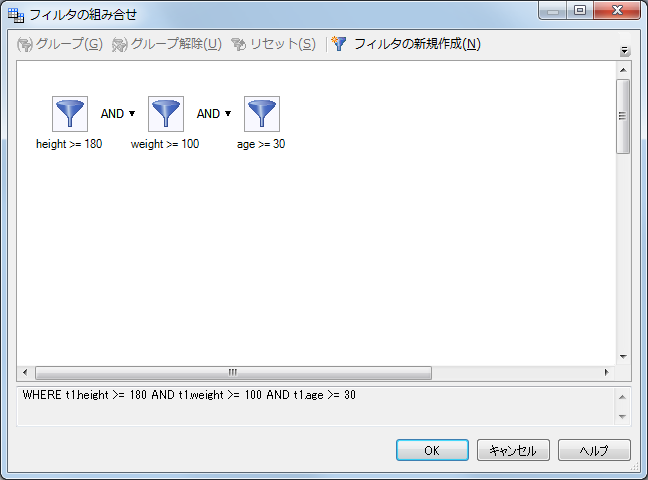 フィルタの組み合せ
グループ(G) グループ解除(U) リセット(S) フィルタの新規作成(N)
AND AND
height >= 180 weight >= 100 age >= 30
WHERE t1.height >= 180 AND t1.weight >= 100 AND t1.age >= 30
OK キャンセル ヘルプ